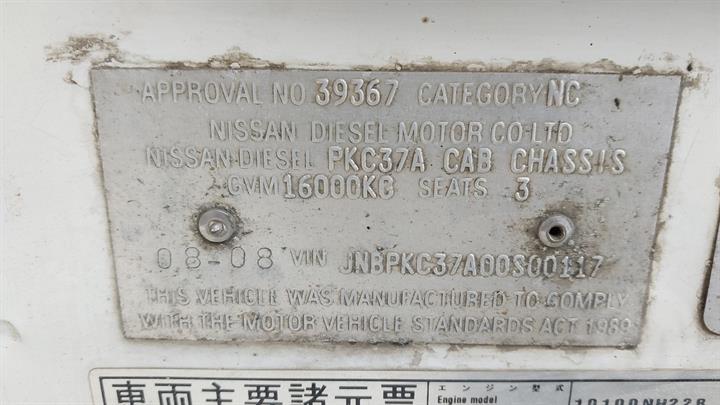 APPROVAL NO 39367 CATEGORY NC
NISSAN DIESEL MOTOR CO LTD
NISSAN DIESEL PKC37A CAB CHASSIS
GVM 16000KG SEATS 3
08-08 VIN JNBPKC37A00S00117
THIS VEHICLE WAS MANUFACTURED TO COMPLY
WITH THE MOTOR VEHICLE STANDARDS ACT 1989
車両主要諸元票
エンジン型式
Engine model